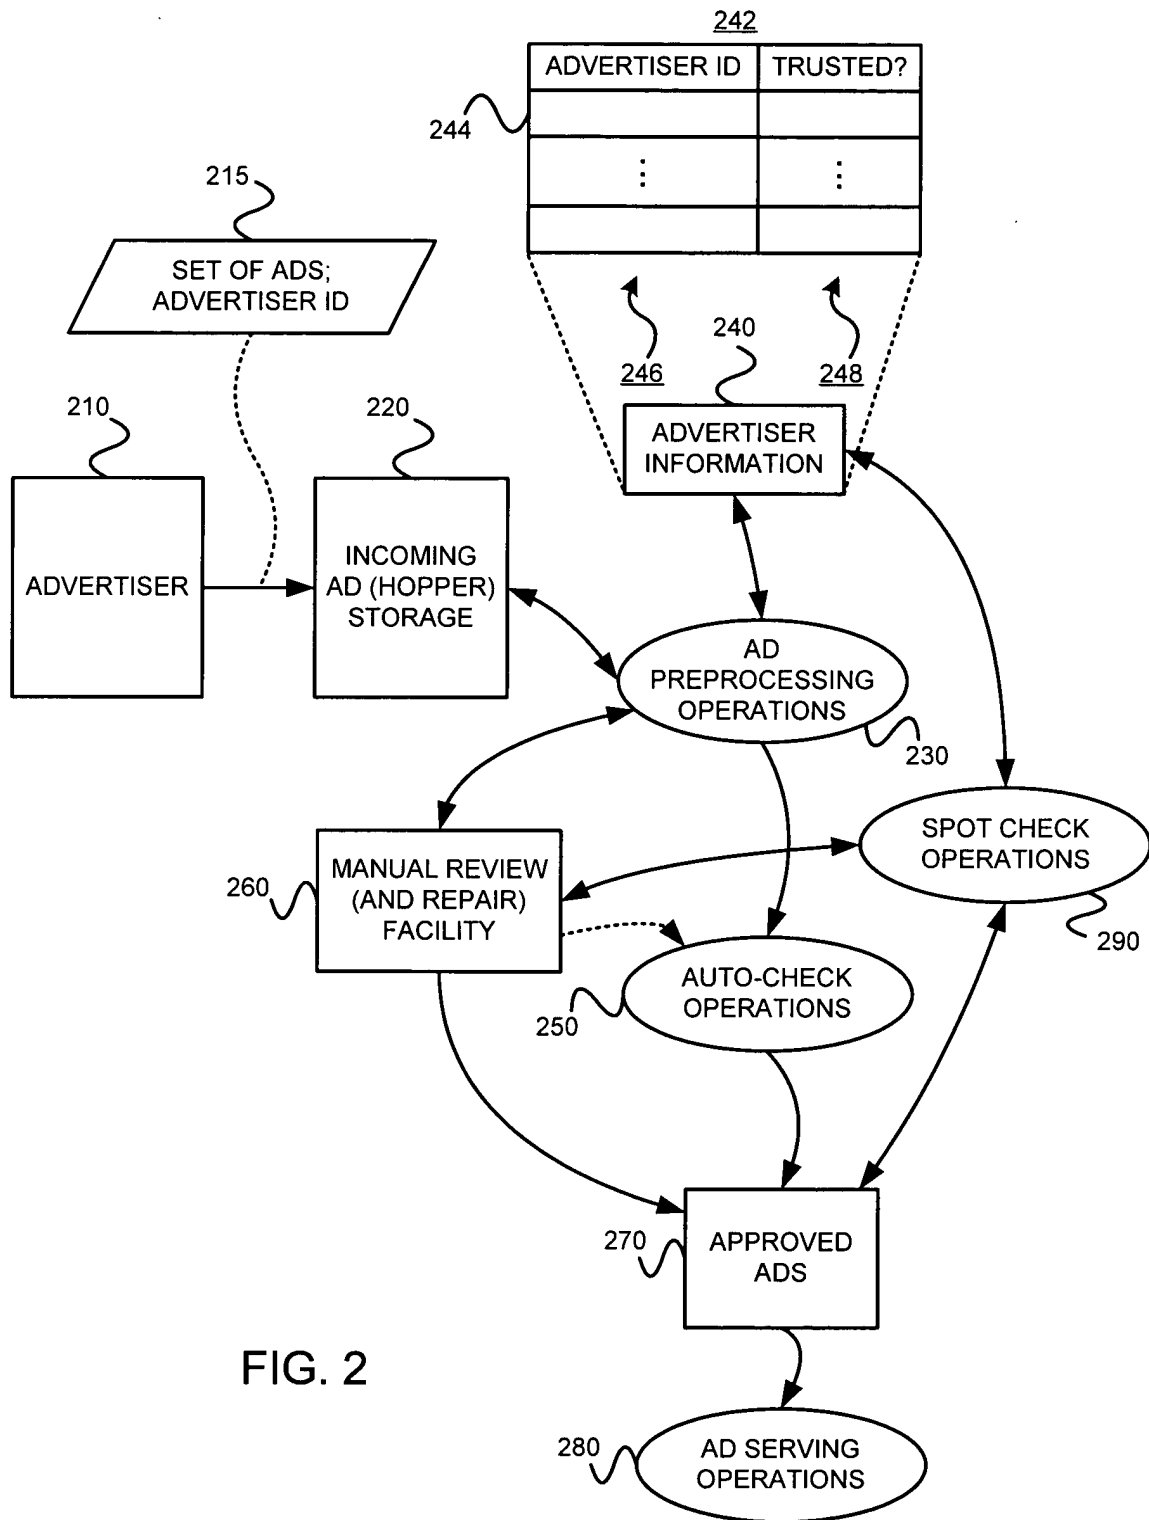 242
ADVERTISER ID TRUSTED?
244
⋮ ⋮
215
SET OF ADS;
ADVERTISER ID
246
248
240
ADVERTISER
INFORMATION
210
220
ADVERTISER
INCOMING
AD (HOPPER)
STORAGE
AD
PREPROCESSING
OPERATIONS
230
SPOT CHECK
OPERATIONS
290
260
MANUAL REVIEW
(AND REPAIR)
FACILITY
250
AUTO-CHECK
OPERATIONS
270
APPROVED
ADS
FIG. 2
280
AD SERVING
OPERATIONS